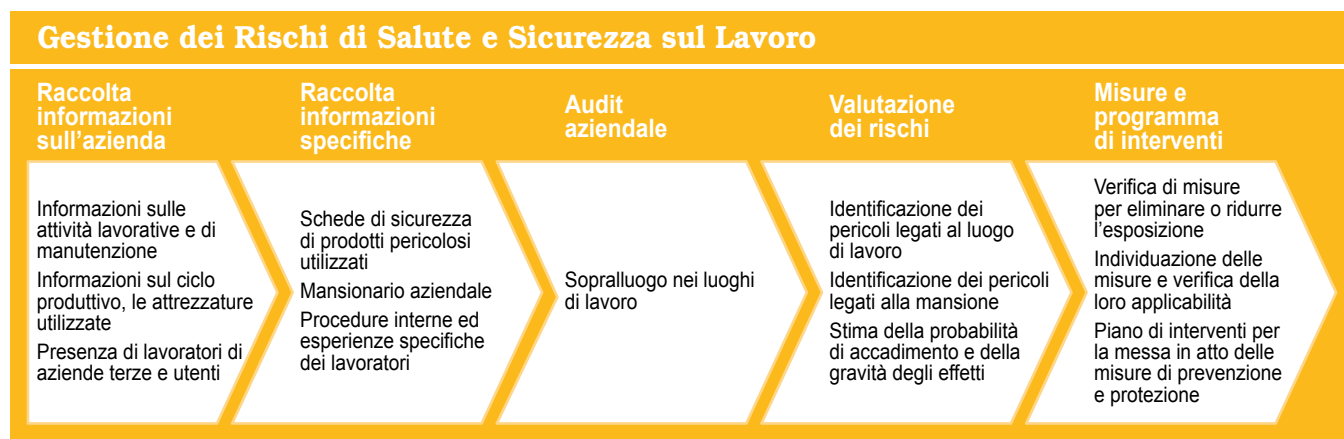 Gestione dei Rischi di Salute e Sicurezza sul Lavoro
Raccolta
informazioni
sull'azienda
Informazioni sulle
attività lavorative e di
manutenzione
Informazioni sul ciclo
produttivo, le attrezzature
utilizzate
Presenza di lavoratori di
aziende terze e utenti
Raccolta
informazioni
specifiche
Schede di sicurezza
di prodotti pericolosi
utilizzati
Mansionario aziendale
Procedure interne ed
esperienze specifiche
dei lavoratori
Audit
aziendale
Sopralluogo nei luoghi
di lavoro
Valutazione
dei rischi
Identificazione dei
pericoli legati al luogo
di lavoro
Identificazione dei pericoli
legati alla mansione
Stima della probabilità
di accadimento e della
gravità degli effetti
Misure e
programma
di interventi
Verifica di misure
per eliminare o ridurre
l'esposizione
Individuazione delle
misure e verifica della
loro applicabilità
Piano di interventi per
la messa in atto delle
misure di prevenzione
e protezione